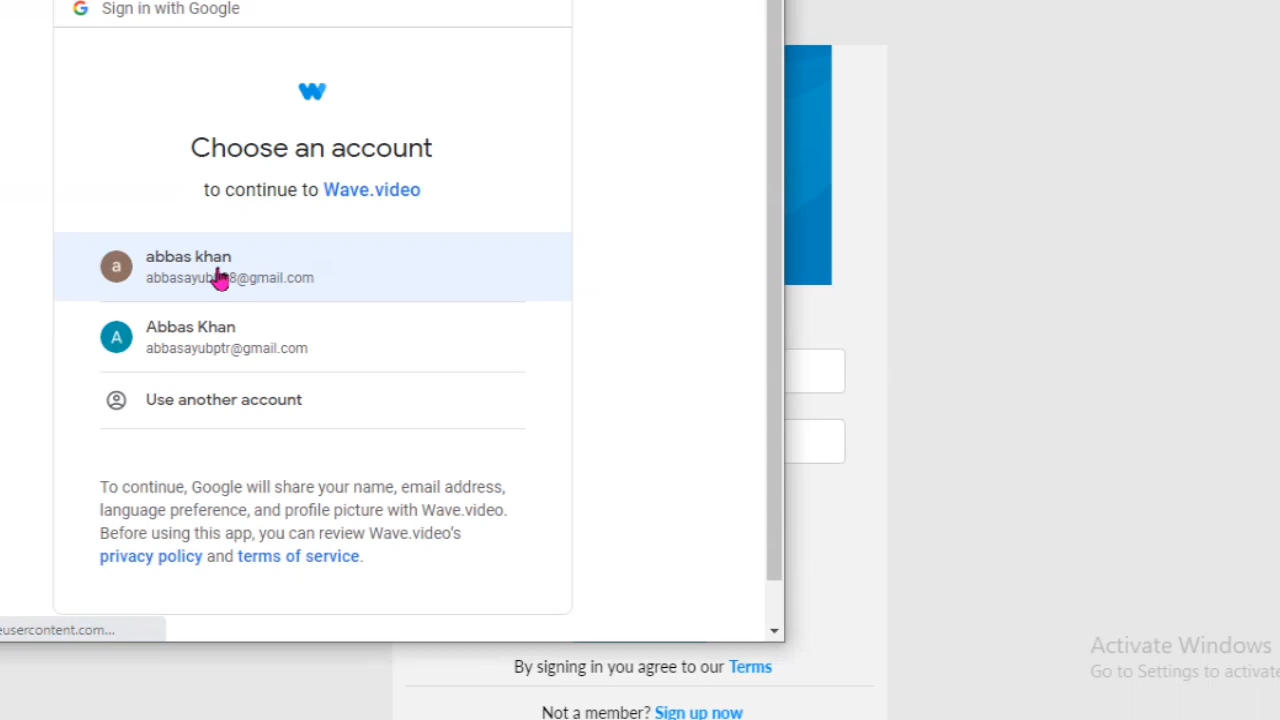 Sign in with Google
Choose an account
to continue to Wave.video
a
abbas khan
A
Abbas Khan
abbasayubptr@gmail.com
Use another account
To continue, Google will share your name, email address,
language preference, and profile picture with Wave.video.
Before using this app, you can review Wave.video's
privacy policy and terms of service.
By signing in you agree to our Terms
Not a member? Sign up now
Activate Windows
Go to Settings to activate